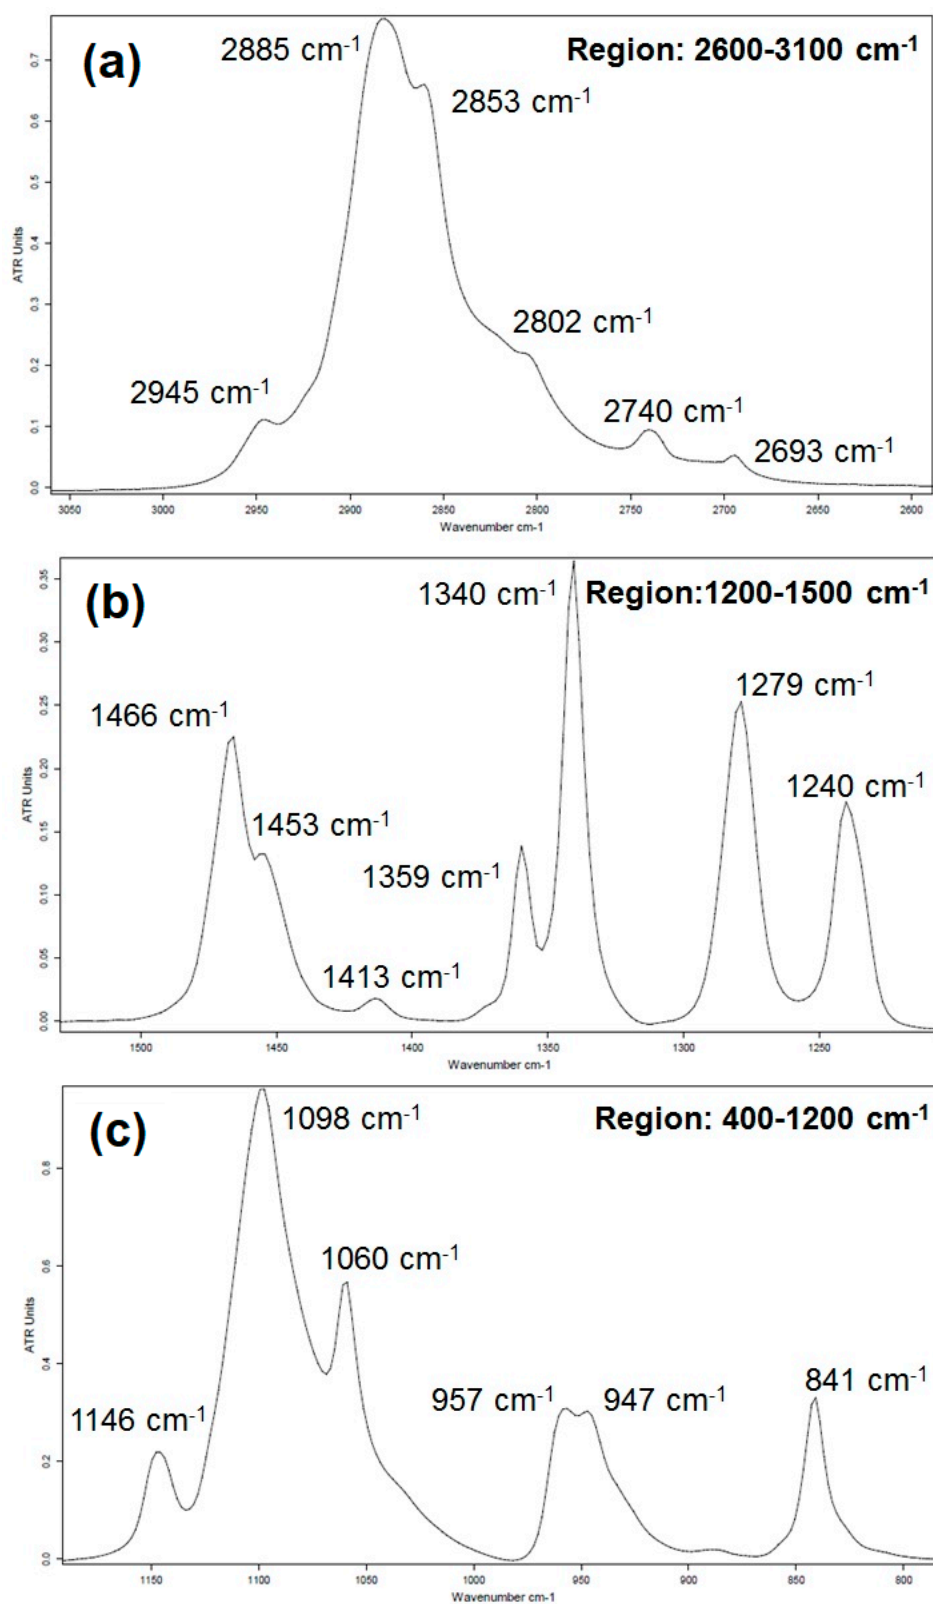 (a)
2885 cm-1
Region: 2600-3100 cm-1
2853 cm-1
2802 cm-1
2945 cm-1
2740 cm-1
2693 cm-1
ATR Units
0.0 0.1 0.2 0.3 0.4 0.5 0.6 0.7
3050 3000 2950 2900 2850 2800 2750 2700 2650 2600
Wavenumber cm-1
(b)
1340 cm-1
Region:1200-1500 cm-1
1466 cm-1
1279 cm-1
1240 cm-1
1453 cm-1
1359 cm-1
1413 cm-1
ATR Units
0.00 0.05 0.10 0.15 0.20 0.25 0.30 0.35
1500 1450 1400 1350 1300 1250
Wavenumber cm-1
(c)
1098 cm-1
Region: 400-1200 cm-1
1060 cm-1
1146 cm-1
957 cm-1
947 cm-1
841 cm-1
ATR Units
0.0 0.2 0.4 0.6 0.8
1150 1100 1050 1000 950 900 850 800
Wavenumber cm-1